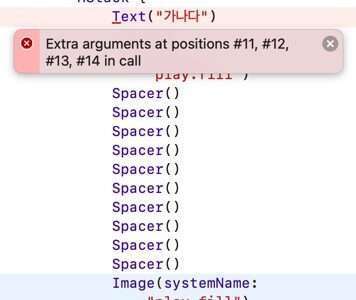 Text("가나다")
Extra arguments at positions #11, #12,
#13, #14 in call
play.fill")
Spacer()
Spacer()
Spacer()
Spacer()
Spacer()
Spacer()
Spacer()
Spacer()
Spacer()
Spacer()
Image(systemName:
"play.fill")